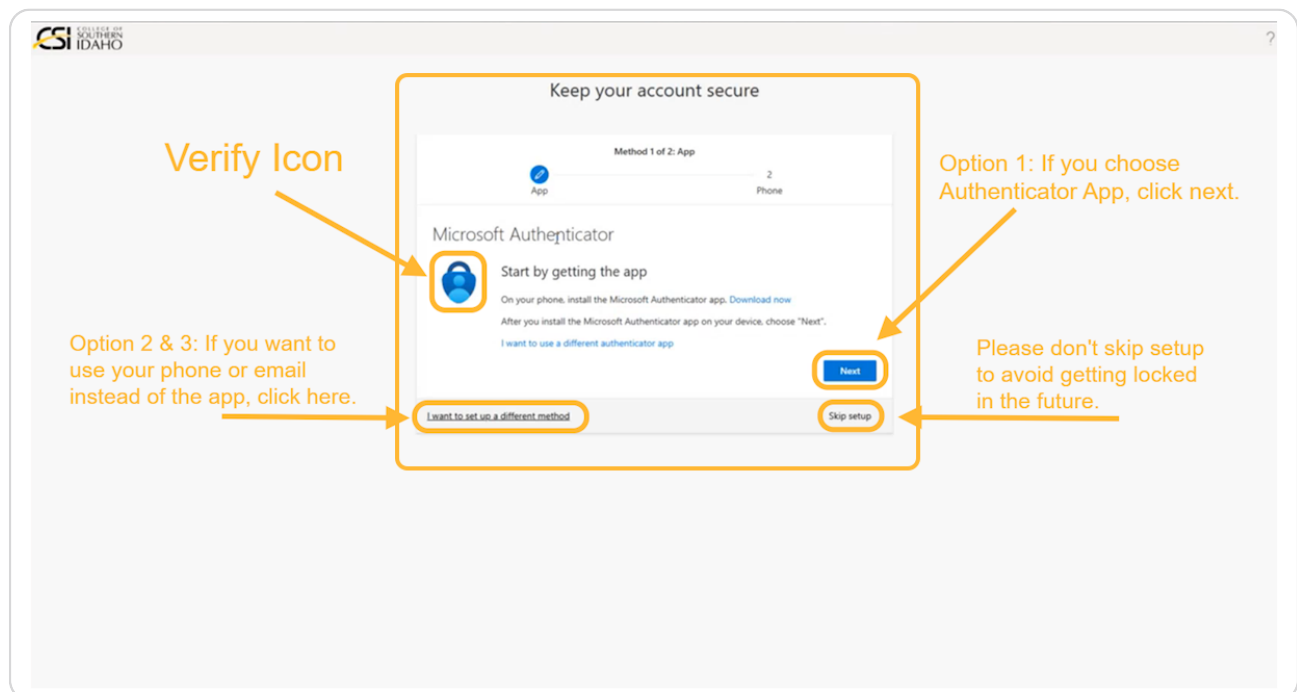 CSI COLLEGE OF
SOUTHERN
IDAHO
?
Keep your account secure
Verify Icon
Method 1 of 2: App
Option 1: If you choose
Authenticator App, click next.
2
App
Phone
Microsoft Authenticator
Start by getting the app
On your phone, install the Microsoft Authenticator app. Download now
After you install the Microsoft Authenticator app on your device, choose "Next".
I want to use a different authenticator app
Option 2 & 3: If you want to
use your phone or email
instead of the app, click here.
Please don't skip setup
to avoid getting locked
in the future.
Next
I want to set up a different method
Skip setup